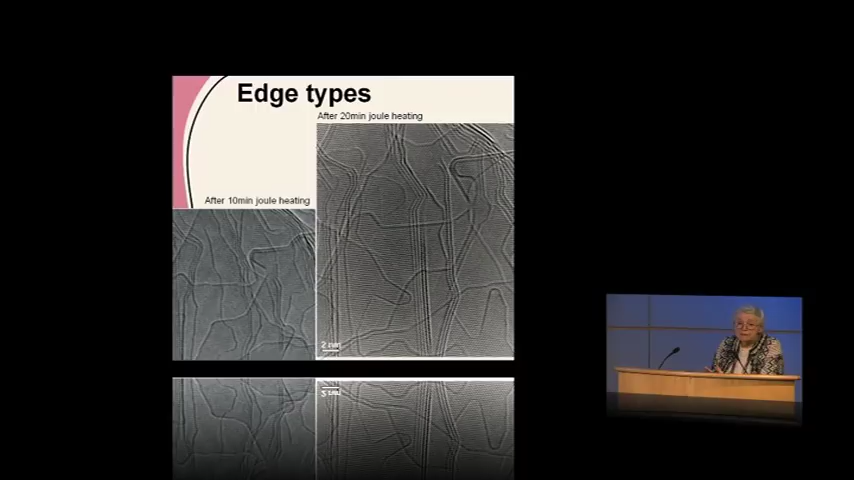 Edge types
After 20min joule heating
After 10min joule heating
2 nm